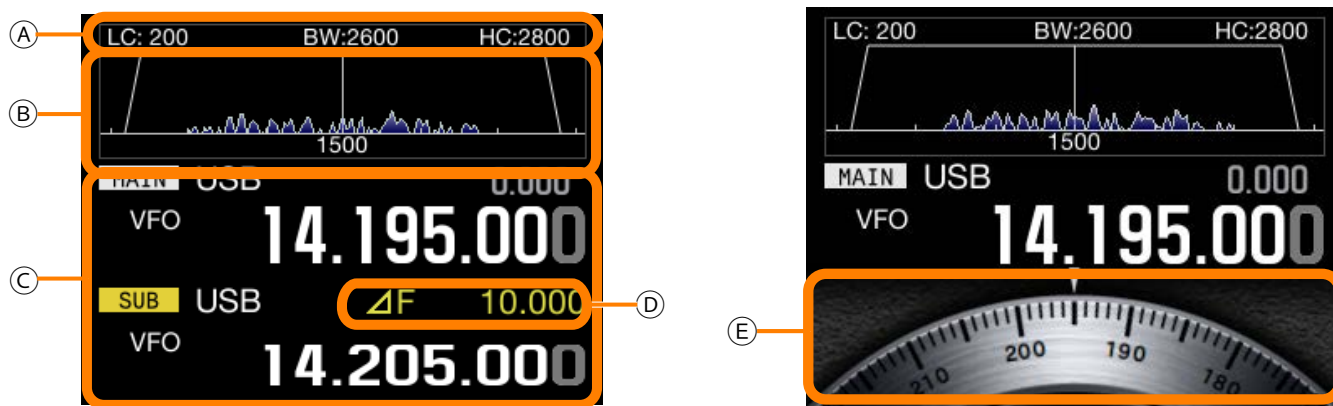 Ⓐ
LC: 200 BW:2600 HC:2800
Ⓑ
1500
MAIN USB 0.000
VFO 14.195.000
Ⓒ
SUB USB ⊿F 10.000
Ⓓ
VFO 14.205.000
LC: 200 BW:2600 HC:2800
1500
MAIN USB 0.000
VFO 14.195.000
Ⓔ
210 200 190 180